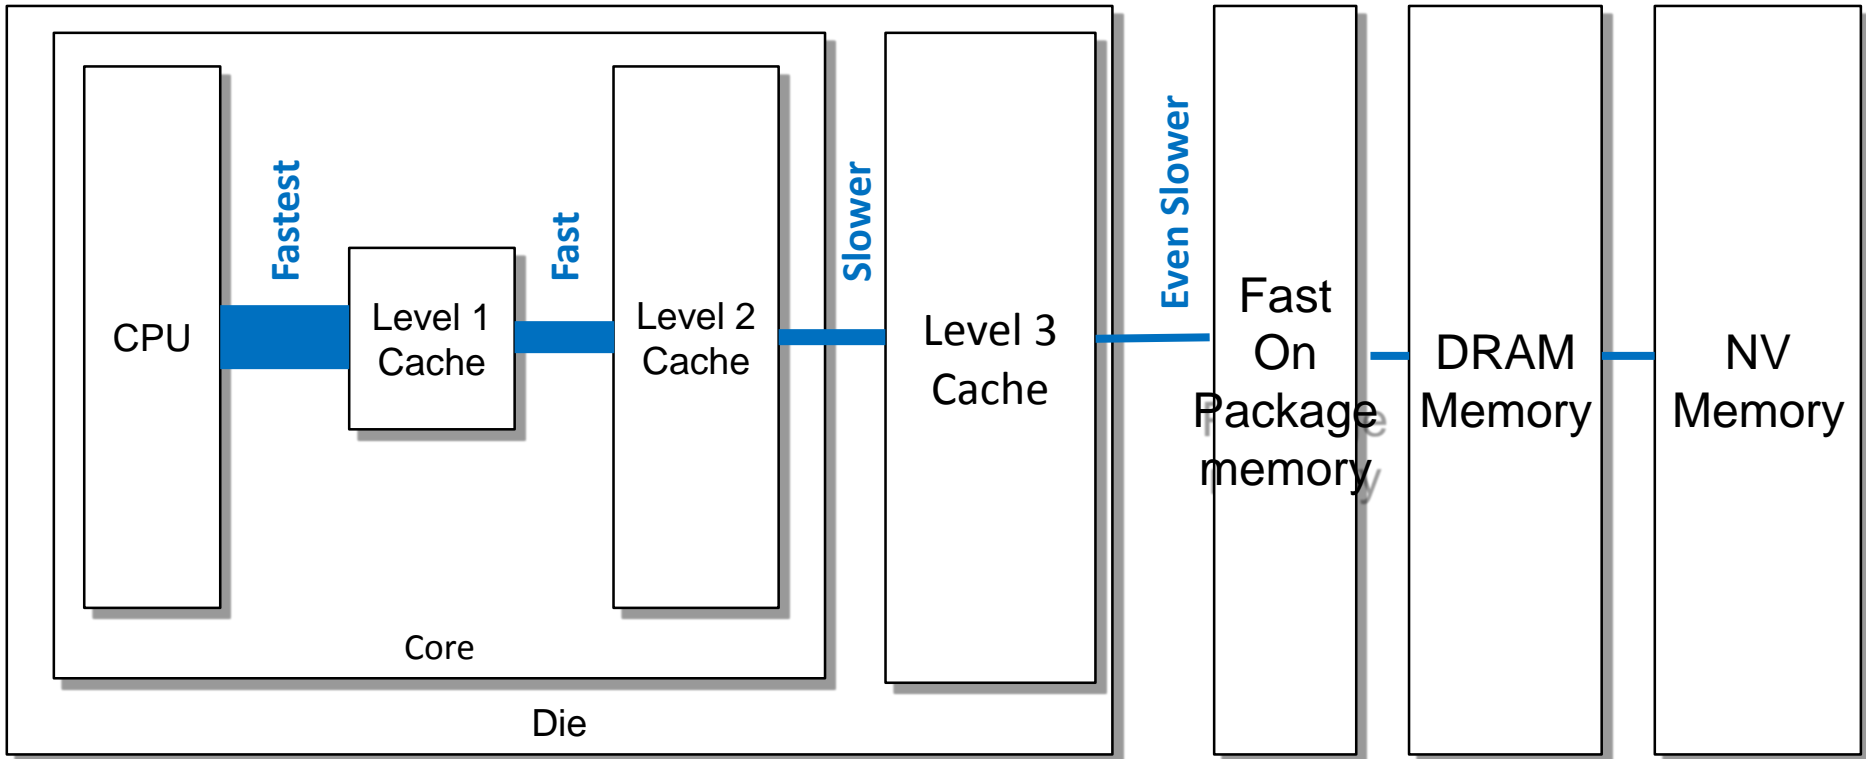 CPU
Fastest
Level 1
Cache
Fast
Level 2
Cache
Core
Slower
Level 3
Cache
Die
Even Slower
Fast
On
Package
memory
DRAM
Memory
NV
Memory